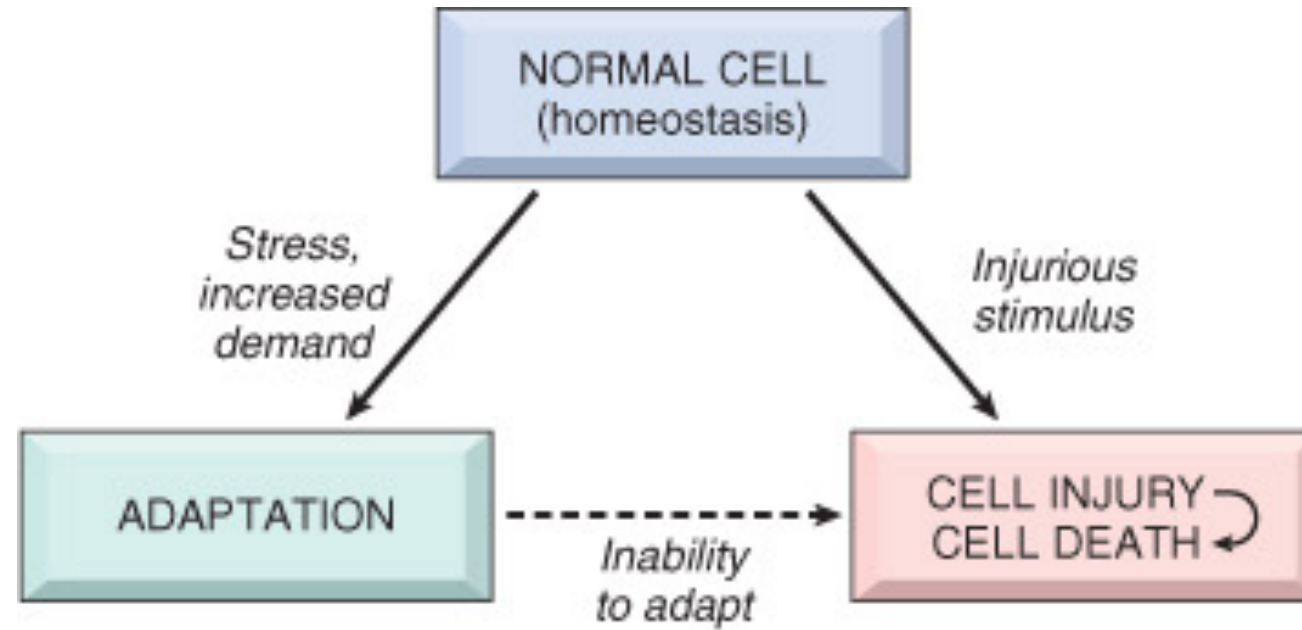 NORMAL CELL
(homeostasis)
Stress,
increased
demand
Injurious
stimulus
ADAPTATION
Inability
to adapt
CELL INJURY
CELL DEATH